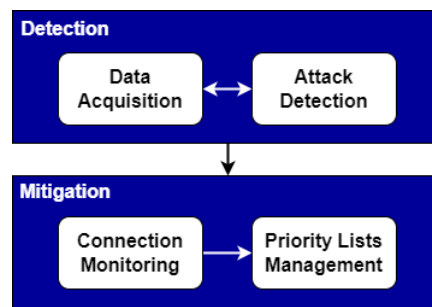 Detection
Data
Acquisition
Attack
Detection
Mitigation
Connection
Monitoring
Priority Lists
Management